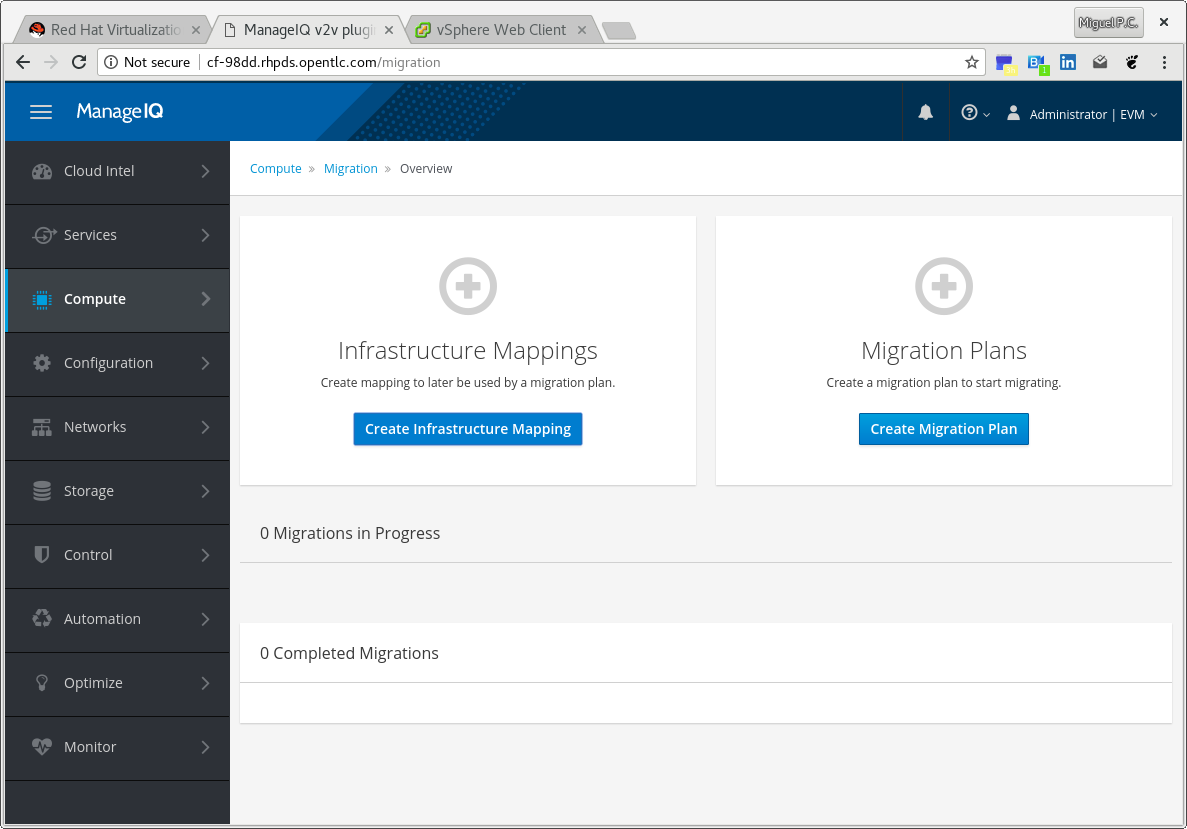 Red Hat Virtualizatio
ManageIQ v2v plugi
vSphere Web Client
Miguel P.C.
Not secure
cf-98dd.rhpds.opentlc.com/migration
1
ManageIQ
Administrator | EVM
Cloud Intel
Services
Compute
Configuration
Networks
Storage
Control
Automation
Optimize
Monitor
Compute » Migration » Overview
Infrastructure Mappings
Create mapping to later be used by a migration plan.
Create Infrastructure Mapping
Migration Plans
Create a migration plan to start migrating.
Create Migration Plan
0 Migrations in Progress
0 Completed Migrations